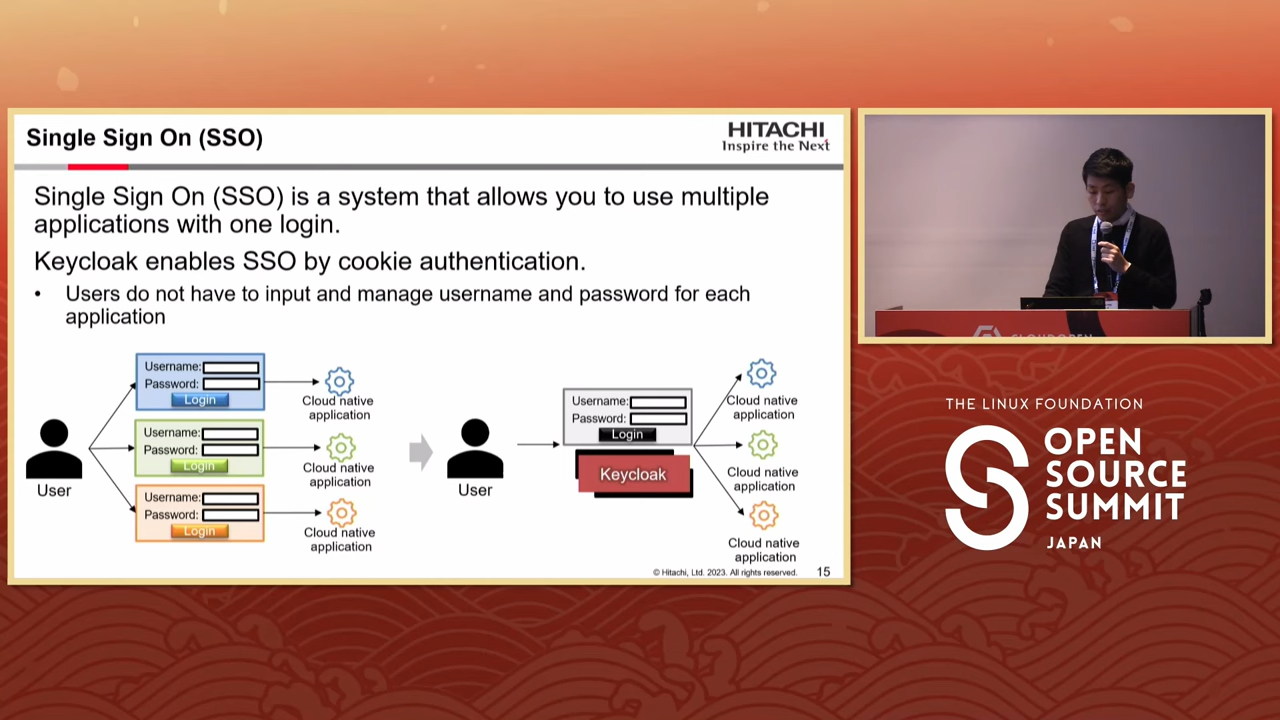 Single Sign On (SSO)
HITACHI
Inspire the Next
Single Sign On (SSO) is a system that allows you to use multiple
applications with one login.
Keycloak enables SSO by cookie authentication.
• Users do not have to input and manage username and password for each
application
Username:
Password:
Login
Cloud native
application
Username:
Password:
Login
Cloud native
application
Username:
Password:
Login
Cloud native
application
User
User
Username:
Password:
Login
Keycloak
Cloud native
application
Cloud native
application
Cloud native
application
© Hitachi, Ltd. 2023. All rights reserved.
15
CLOUDOPEN
THE LINUX FOUNDATION
OPEN
SOURCE
SUMMIT
JAPAN